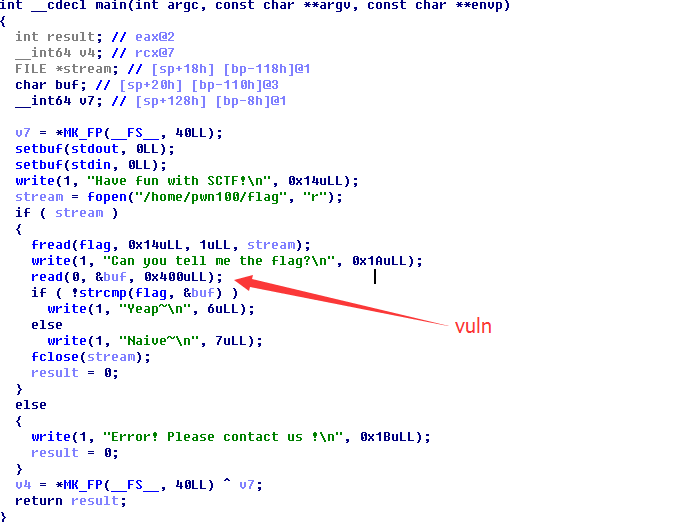 int __cdecl main(int argc, const char **argv, const char **envp)
{
  int result; // eax@2
  __int64 v4; // rcx@7
  FILE *stream; // [sp+18h] [bp-118h]@1
  char buf; // [sp+20h] [bp-110h]@3
  __int64 v7; // [sp+128h] [bp-8h]@1

  v7 = *MK_FP(__FS__, 40LL);
  setbuf(stdout, 0LL);
  setbuf(stdin, 0LL);
  write(1, "Have fun with SCTF!\n", 0x14uLL);
  stream = fopen("/home/pwn100/flag", "r");
  if ( stream )
  {
    fread(flag, 0x14uLL, 1uLL, stream);
    write(1, "Can you tell me the flag?\n", 0x1AuLL);
    read(0, &buf, 0x400uLL);
    if ( !strcmp(flag, &buf) )
      write(1, "Yeap~\n", 6uLL);
    else
      write(1, "Naive~\n", 7uLL);
vuln
    fclose(stream);
    result = 0;
  }
  else
  {
    write(1, "Error! Please contact us !\n", 0x1BuLL);
    result = 0;
  }
  v4 = *MK_FP(__FS__, 40LL) ^ v7;
  return result;
}